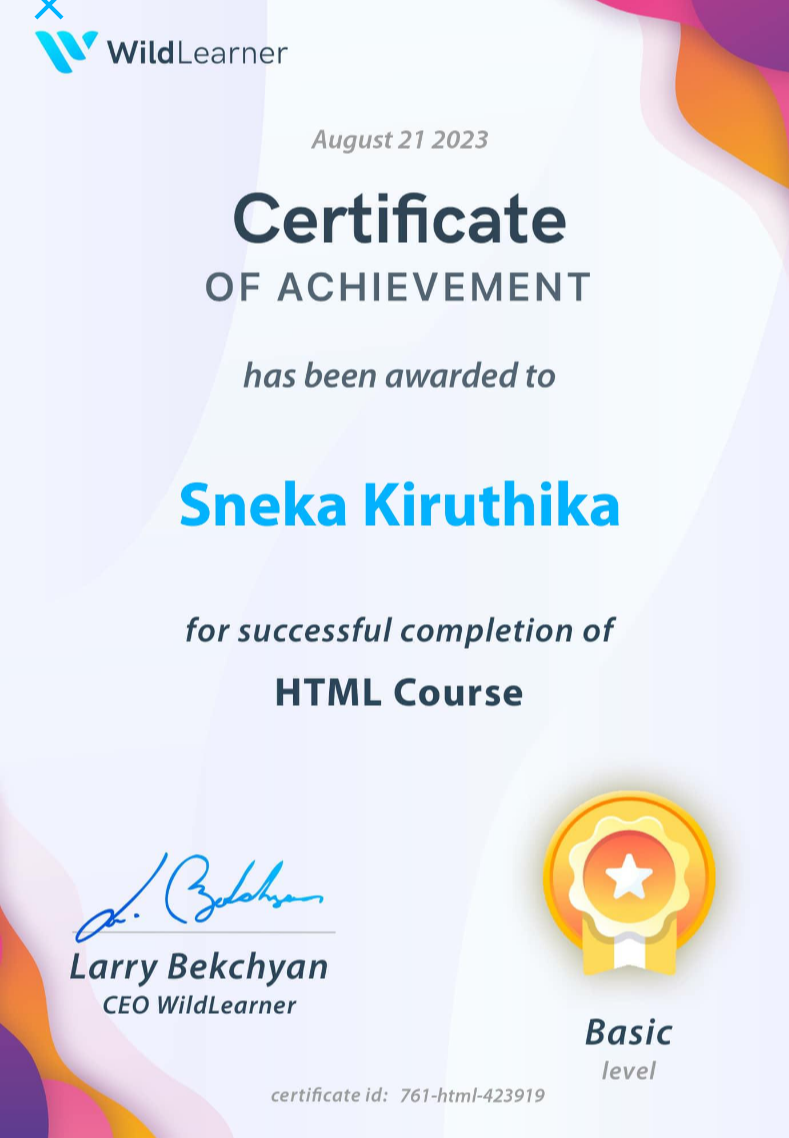 WildLearner
August 21 2023
Certificate
OF ACHIEVEMENT
has been awarded to
Sneka Kiruthika
for successful completion of
HTML Course
L. Bekchyan
Larry Bekchyan
CEO WildLearner
Basic
level
certificate id: 761-html-423919